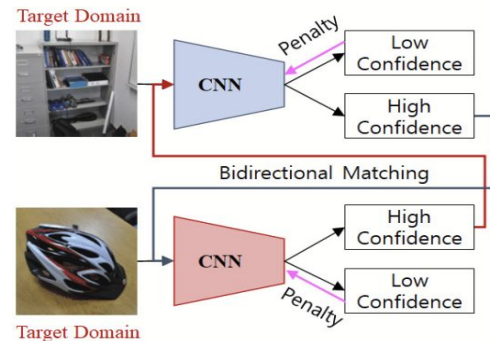 Target Domain
CNN
Penalty
Low
Confidence
High
Confidence
Bidirectional Matching
CNN
High
Confidence
Penalty
Low
Confidence
Target Domain